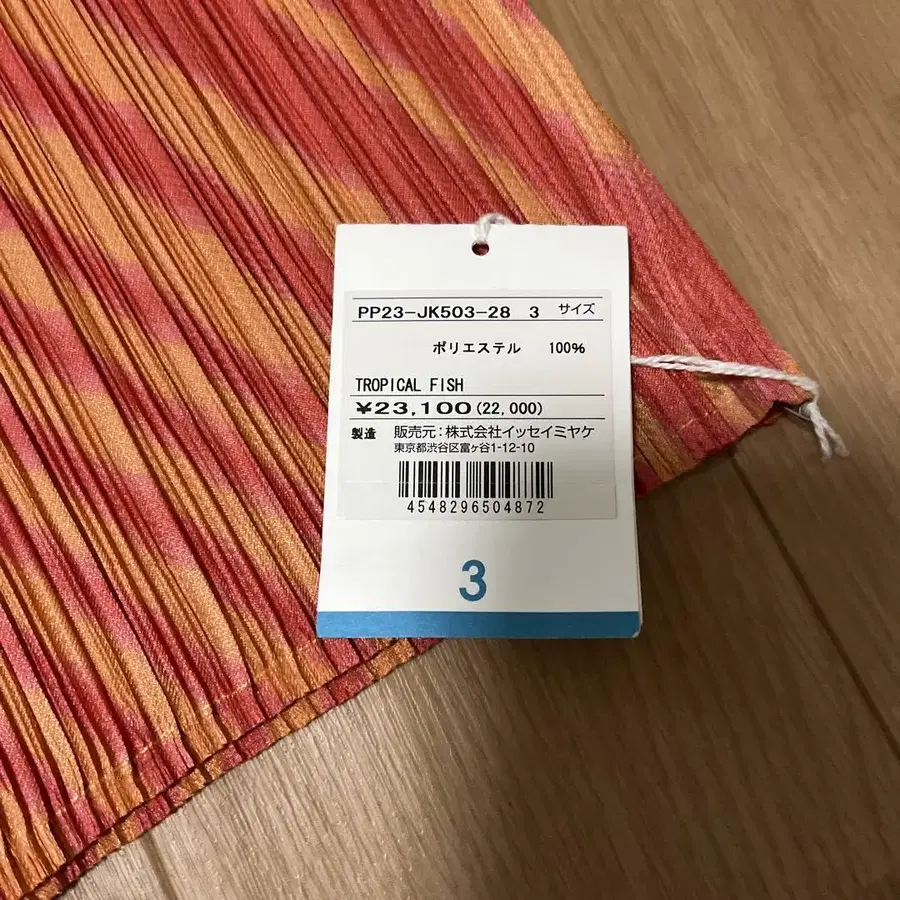 PP23-JK503-28 3 サイズ
ポリエステル 100%
TROPICAL FISH
¥23,100(22,000)
製造 販売元:株式会社イッセイミヤケ
東京都渋谷区富ヶ谷1-12-10
4548296504872
3